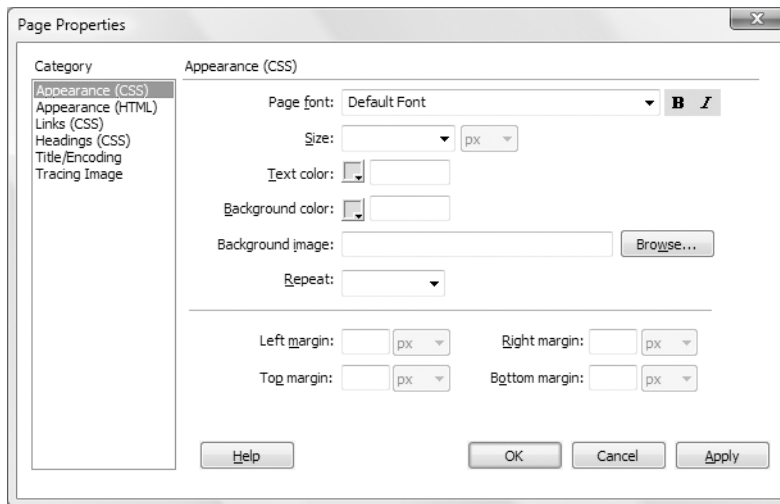 Page Properties
X
Category
Appearance (CSS)
Appearance (HTML)
Links (CSS)
Headings (CSS)
Title/Encoding
Tracing Image
Appearance (CSS)
Page font: Default Font B I
Size: px
Text color:
Background color:
Background image: Browse...
Repeat:
Left margin: px Right margin: px
Top margin: px Bottom margin: px
Help OK Cancel Apply